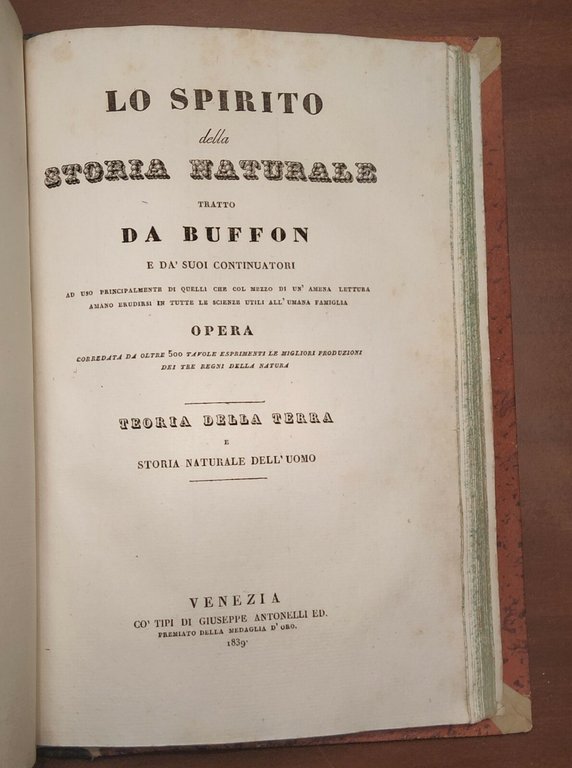 LO SPIRITO
della
STORIA NATURALE
TRATTO
DA BUFFON
E DA' SUOI CONTINUATORI
AD USO PRINCIPALMENTE DI QUELLI CHE COL MEZZO DI UN' AMENA LETTURA
AMANO ERUDIRSI IN TUTTE LE SCIENZE UTILI ALL' UMANA FAMIGLIA
OPERA
CORREDATA DA OLTRE 500 TAVOLE ESPRIMENTI LE MIGLIORI PRODUZIONI
DEI TRE REGNI DELLA NATURA
TEORIA DELLA TERRA
E
STORIA NATURALE DELL'UOMO
VENEZIA
CO' TIPI DI GIUSEPPE ANTONELLI ED.
PREMIATO DELLA MEDAGLIA D' ORO.
1839